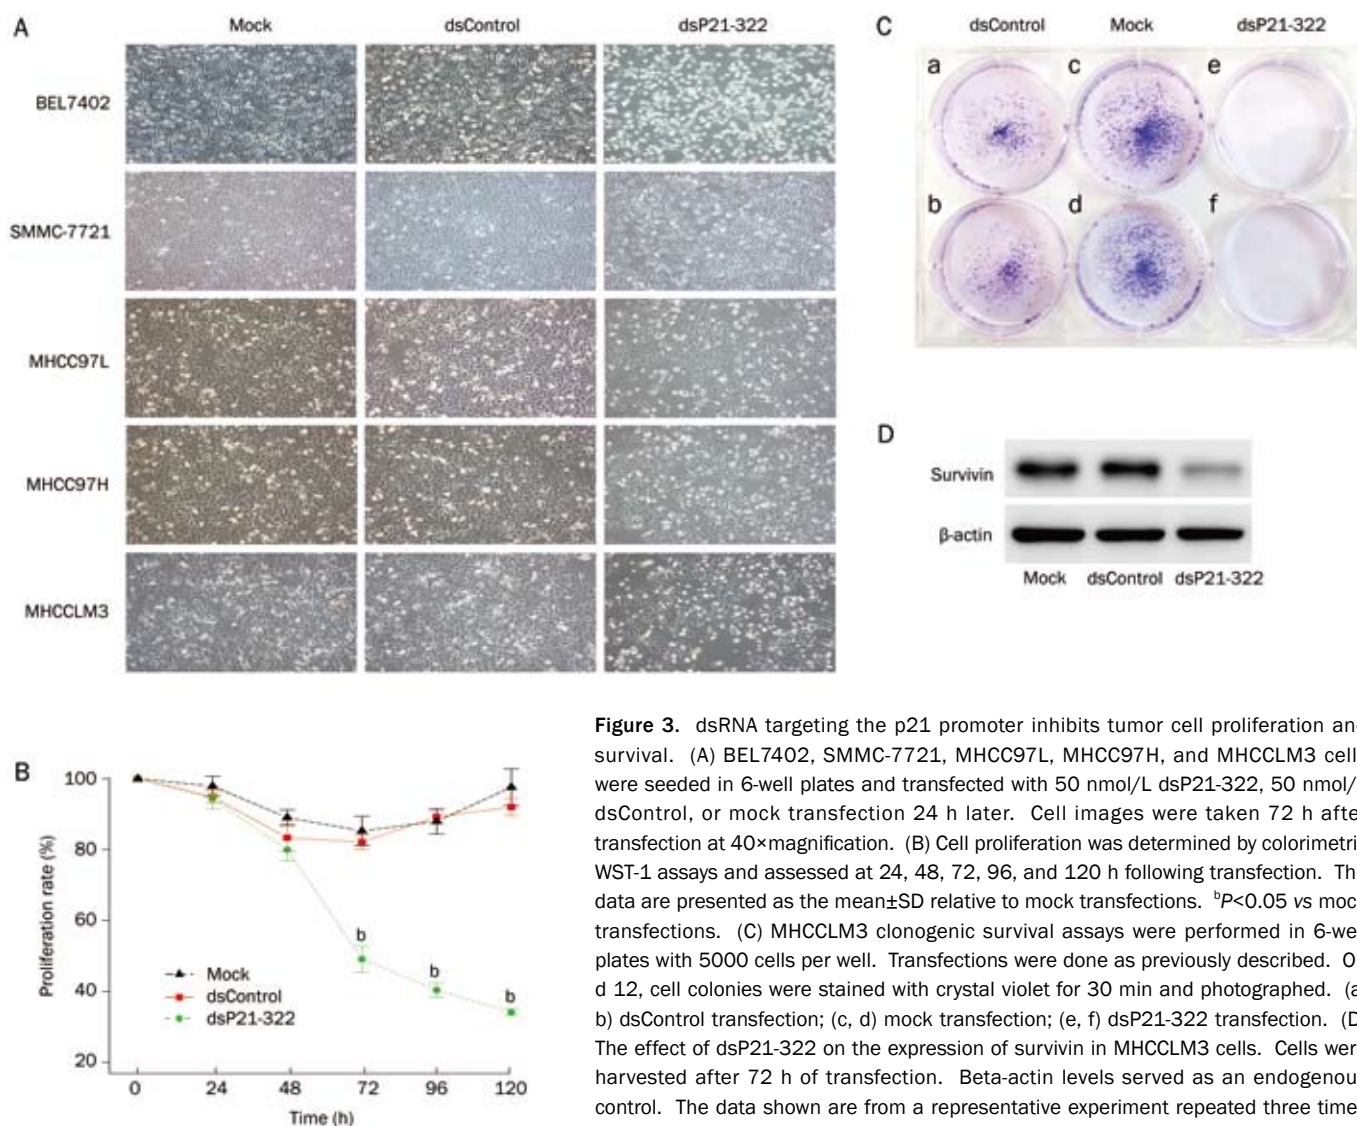 A
Mock
dsControl
dsP21-322
BEL7402
SMMC-7721
MHCC97L
MHCC97H
MHCCLM3
B
100
80
60
40
20
Proliferation rate (%)
b
b
b
Mock
dsControl
dsP21-322
0
24
48
72
96
120
Time (h)
C
dsControl
Mock
dsP21-322
a
c
e
b
d
f
D
Survivin
β-actin
Mock
dsControl
dsP21-322
Figure 3. dsRNA targeting the p21 promoter inhibits tumor cell proliferation an
survival. (A) BEL7402, SMMC-7721, MHCC97L, MHCC97H, and MHCCLM3 cell
were seeded in 6-well plates and transfected with 50 nmol/L dsP21-322, 50 nmol/
dsControl, or mock transfection 24 h later. Cell images were taken 72 h afte
transfection at 40×magnification. (B) Cell proliferation was determined by colorimetri
WST-1 assays and assessed at 24, 48, 72, 96, and 120 h following transfection. Th
data are presented as the mean±SD relative to mock transfections. bP<0.05 vs moc
transfections. (C) MHCCLM3 clonogenic survival assays were performed in 6-we
plates with 5000 cells per well. Transfections were done as previously described. O
d 12, cell colonies were stained with crystal violet for 30 min and photographed. (a
b) dsControl transfection; (c, d) mock transfection; (e, f) dsP21-322 transfection. (D
The effect of dsP21-322 on the expression of survivin in MHCCLM3 cells. Cells wer
harvested after 72 h of transfection. Beta-actin levels served as an endogenou
control. The data shown are from a representative experiment repeated three time